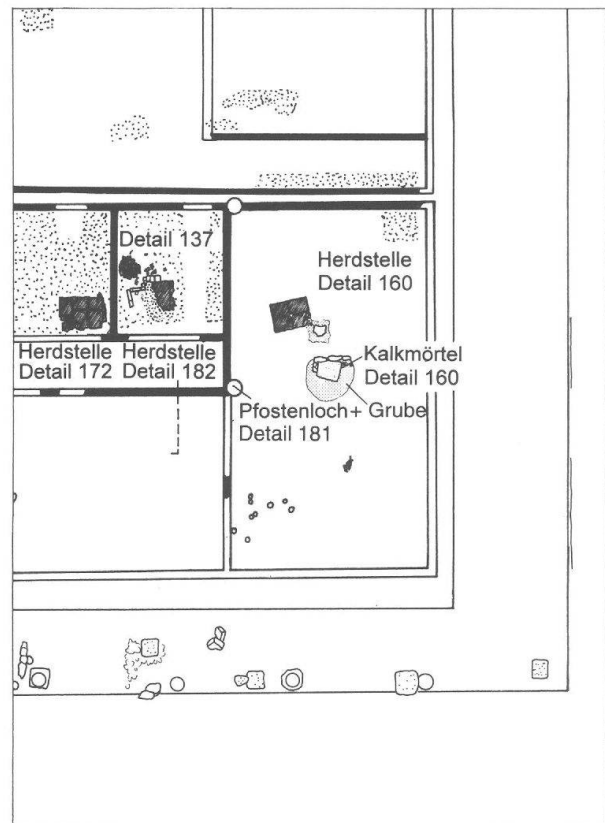 Detail 137
Herdstelle
Detail 160
Herdstelle
Detail 172
Herdstelle
Detail 182
Kalkmörtel
Detail 160
Pfostenloch+ Grube
Detail 181